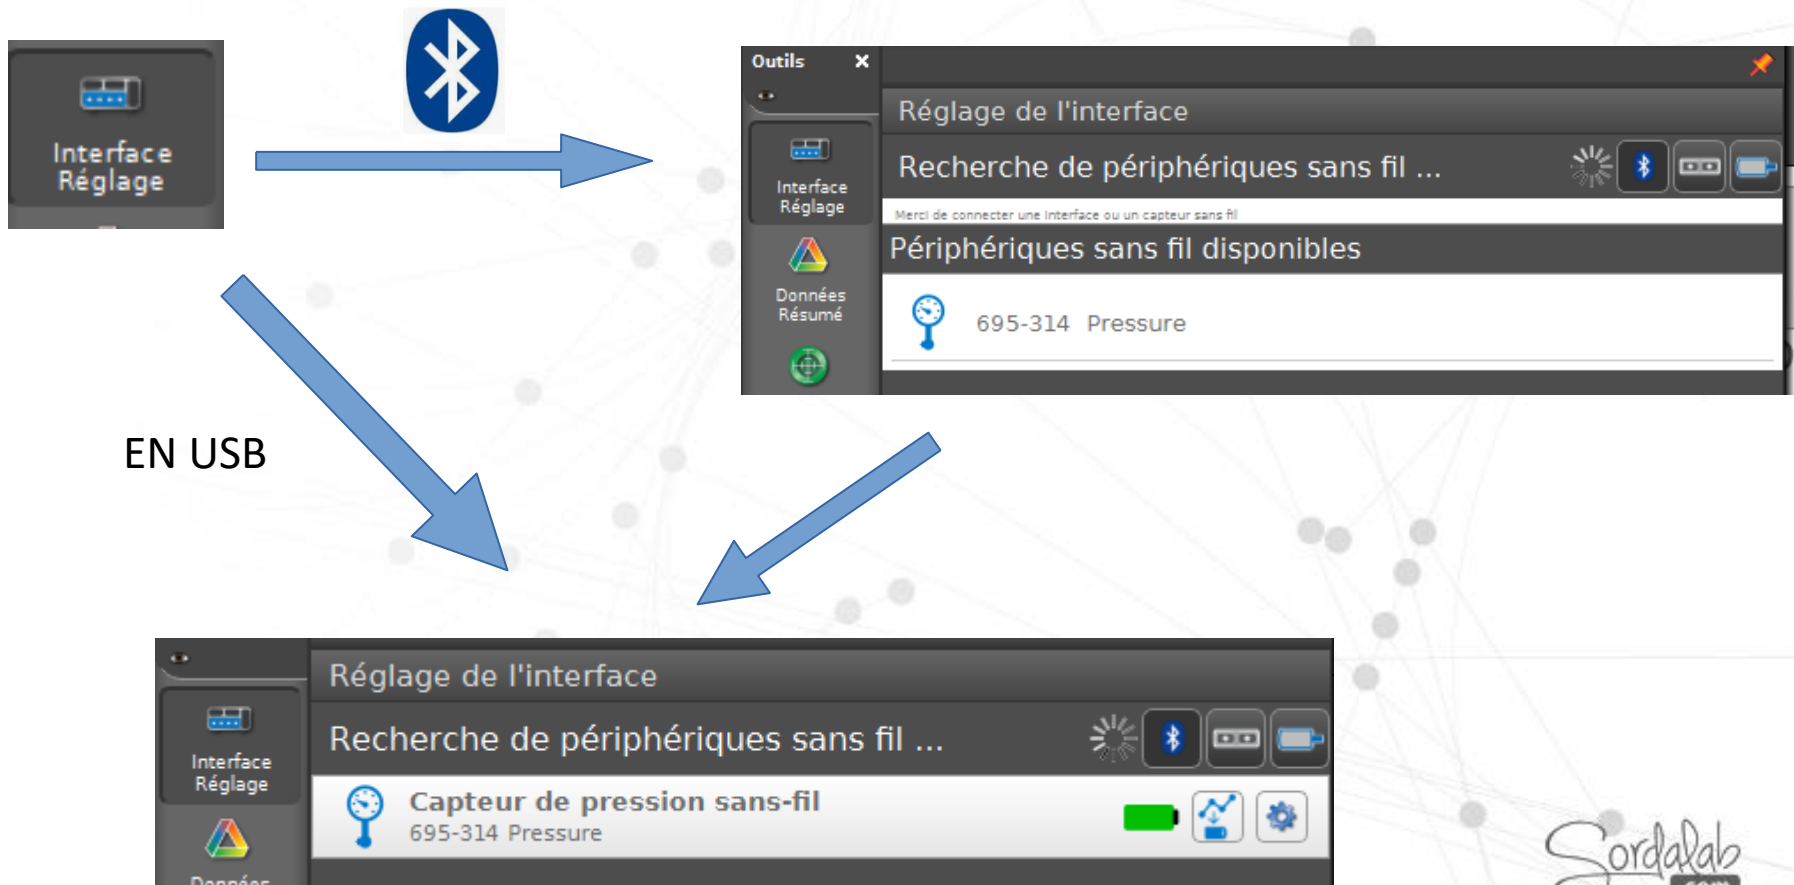 Interface
Réglage
Outils
Réglage de l'interface
Recherche de périphériques sans fil ...
Interface
Réglage
Merci de connecter une Interface ou un capteur sans fil
Périphériques sans fil disponibles
Données
Résumé
695-314 Pressure
EN USB
Réglage de l'interface
Recherche de périphériques sans fil ...
Interface
Réglage
Capteur de pression sans-fil
695-314 Pressure
Données
Sordalab
.com